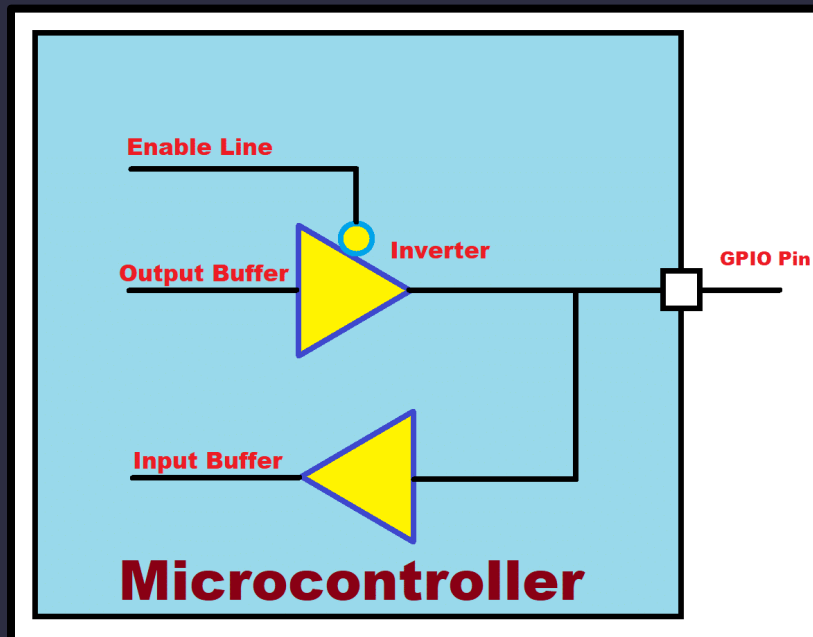 Enable Line
Inverter
GPIO Pin
Output Buffer
Input Buffer
Microcontroller